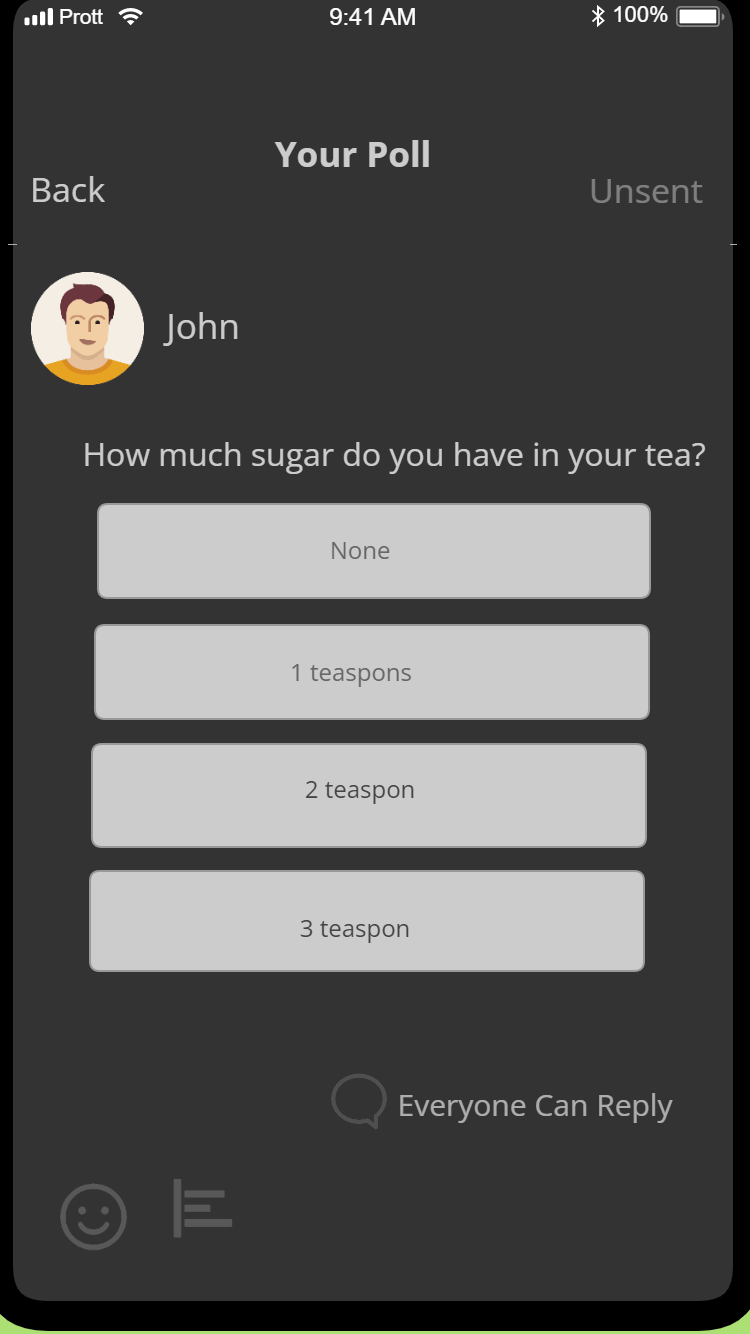 Prott 9:41 AM 100%
Your Poll
Back Unsent
John
How much sugar do you have in your tea?
None
1 teaspons
2 teaspon
3 teaspon
Everyone Can Reply